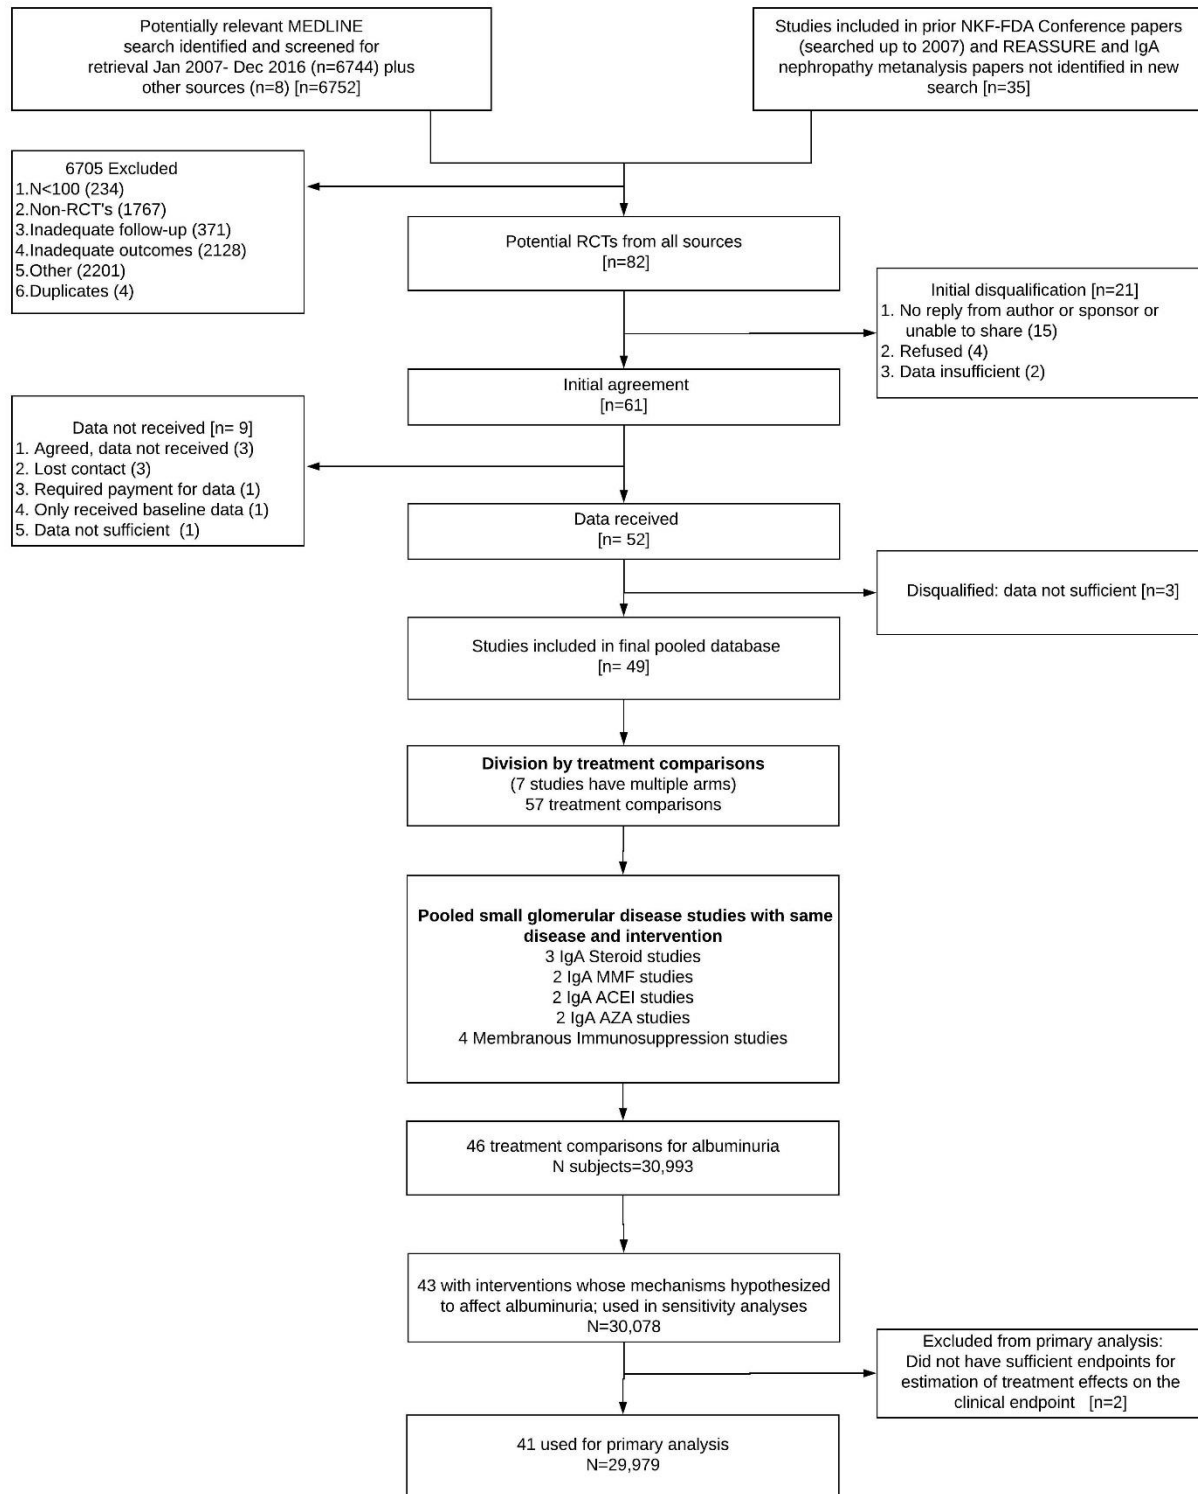 Potentially relevant MEDLINE
search identified and screened for
retrieval Jan 2007- Dec 2016 (n=6744) plus
other sources (n=8) [n=6752]
Studies included in prior NKF-FDA Conference papers
(searched up to 2007) and REASSURE and IgA
nephropathy metanalysis papers not identified in new
search [n=35]
6705 Excluded
1.N<100 (234)
2.Non-RCT's (1767)
3.Inadequate follow-up (371)
4.Inadequate outcomes (2128)
5.Other (2201)
6.Duplicates (4)
Potential RCTs from all sources
[n=82]
Initial disqualification [n=21]
1. No reply from author or sponsor or
unable to share (15)
2. Refused (4)
3. Data insufficient (2)
Initial agreement
[n=61]
Data not received [n= 9]
1. Agreed, data not received (3)
2. Lost contact (3)
3. Required payment for data (1)
4. Only received baseline data (1)
5. Data not sufficient (1)
Data received
[n= 52]
Disqualified: data not sufficient [n=3]
Studies included in final pooled database
[n= 49]
Division by treatment comparisons
(7 studies have multiple arms)
57 treatment comparisons
Pooled small glomerular disease studies with same
disease and intervention
3 IgA Steroid studies
2 IgA MMF studies
2 IgA ACEI studies
2 IgA AZA studies
4 Membranous Immunosuppression studies
46 treatment comparisons for albuminuria
N subjects=30,993
43 with interventions whose mechanisms hypothesized
to affect albuminuria; used in sensitivity analyses
N=30,078
Excluded from primary analysis:
Did not have sufficient endpoints for
estimation of treatment effects on the
clinical endpoint [n=2]
41 used for primary analysis
N=29,979